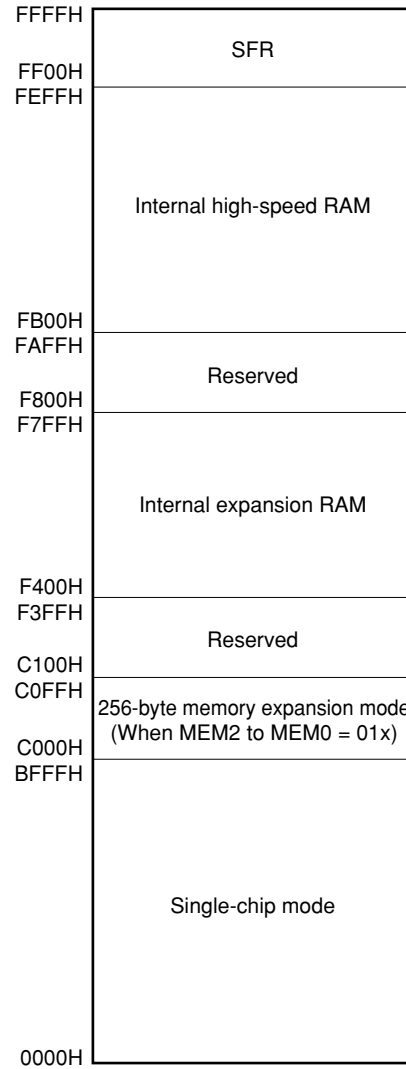 FFFFH
SFR
FF00H
FEFFH
Internal high-speed RAM
FB00H
FAFFH
Reserved
F800H
F7FFH
Internal expansion RAM
F400H
F3FFH
Reserved
C100H
C0FFH
256-byte memory expansion mode
(When MEM2 to MEM0 = 01x)
C000H
BFFFH
Single-chip mode
0000H